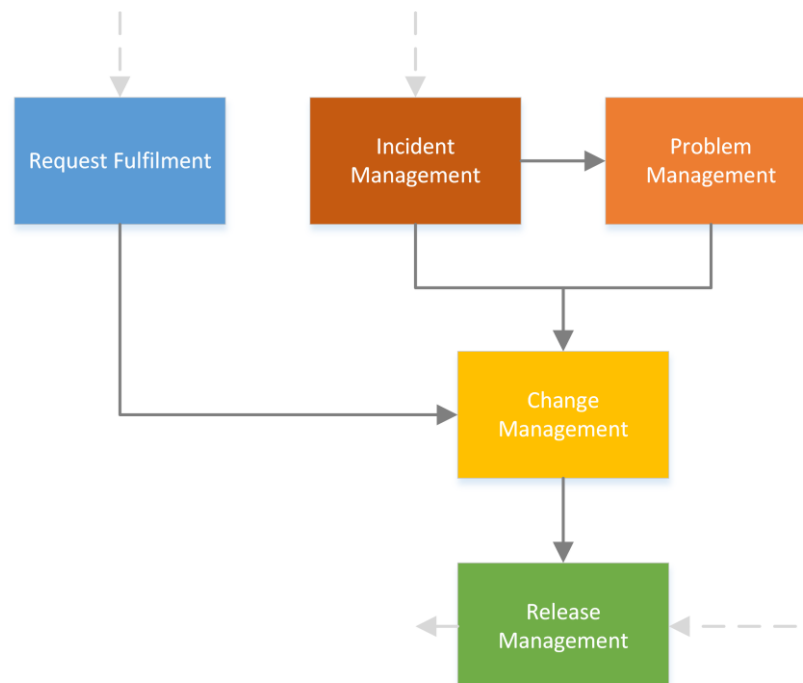 Request Fulfilment
Incident
Management
Problem
Management
Change
Management
Release
Management